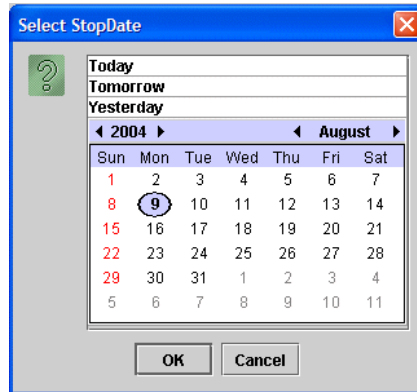 Select StopDate
Today
Tomorrow
Yesterday
2004 August
Sun Mon Tue Wed Thu Fri Sat
1 2 3 4 5 6 7
8 9 10 11 12 13 14
15 16 17 18 19 20 21
22 23 24 25 26 27 28
29 30 31 1 2 3 4
5 6 7 8 9 10 11
OK Cancel